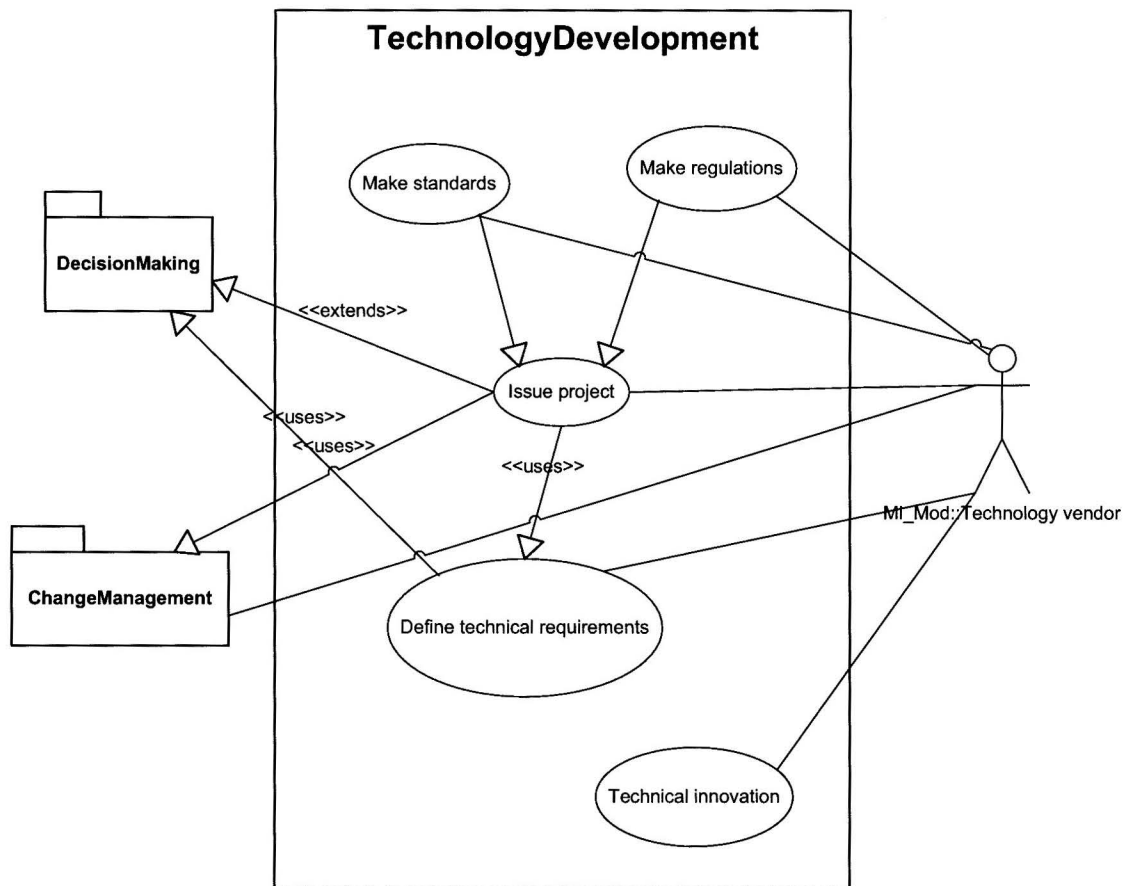 TechnologyDevelopment
Make standards
Make regulations
DecisionMaking
<<extends>>
Issue project
<<uses>>
<<uses>>
<<uses>>
MI_Mod::Technology vendor
ChangeManagement
Define technical requirements
Technical innovation